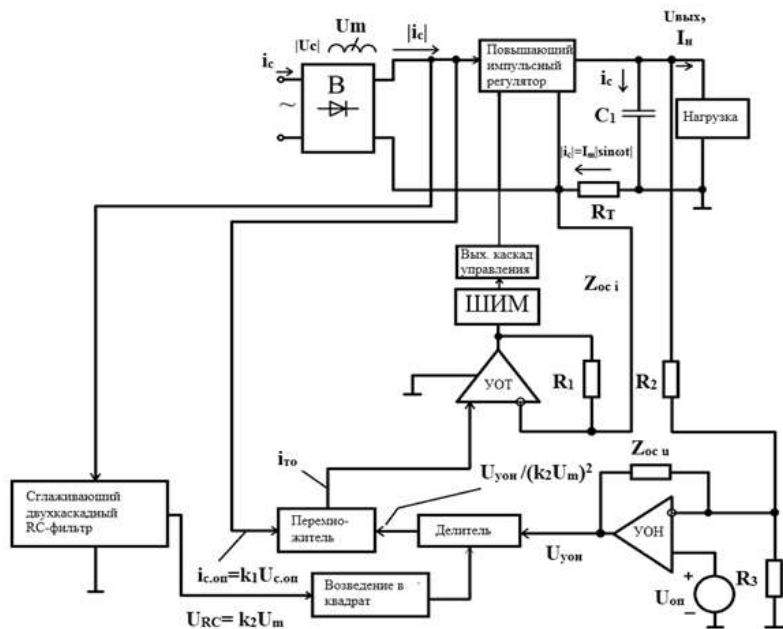 Um
|Uc|
|ic|
ic
В
~
Повышающий
импульсный
регулятор
Uвых,
Iн
ic
C1
Нагрузка
|ic|=Im|sinωt|
RТ
Вых. каскад
управления
Zос i
ШИМ
УОТ
R1
R2
iто
Uуон /(k2Um)²
Zос u
Сглаживающий
двухкаскадный
RC-фильтр
Перемно-
житель
Делитель
УОН
Uуон
ic.оп=k1Uc.оп
Возведение в
квадрат
Uоп
+
–
R3
URC= k2Um